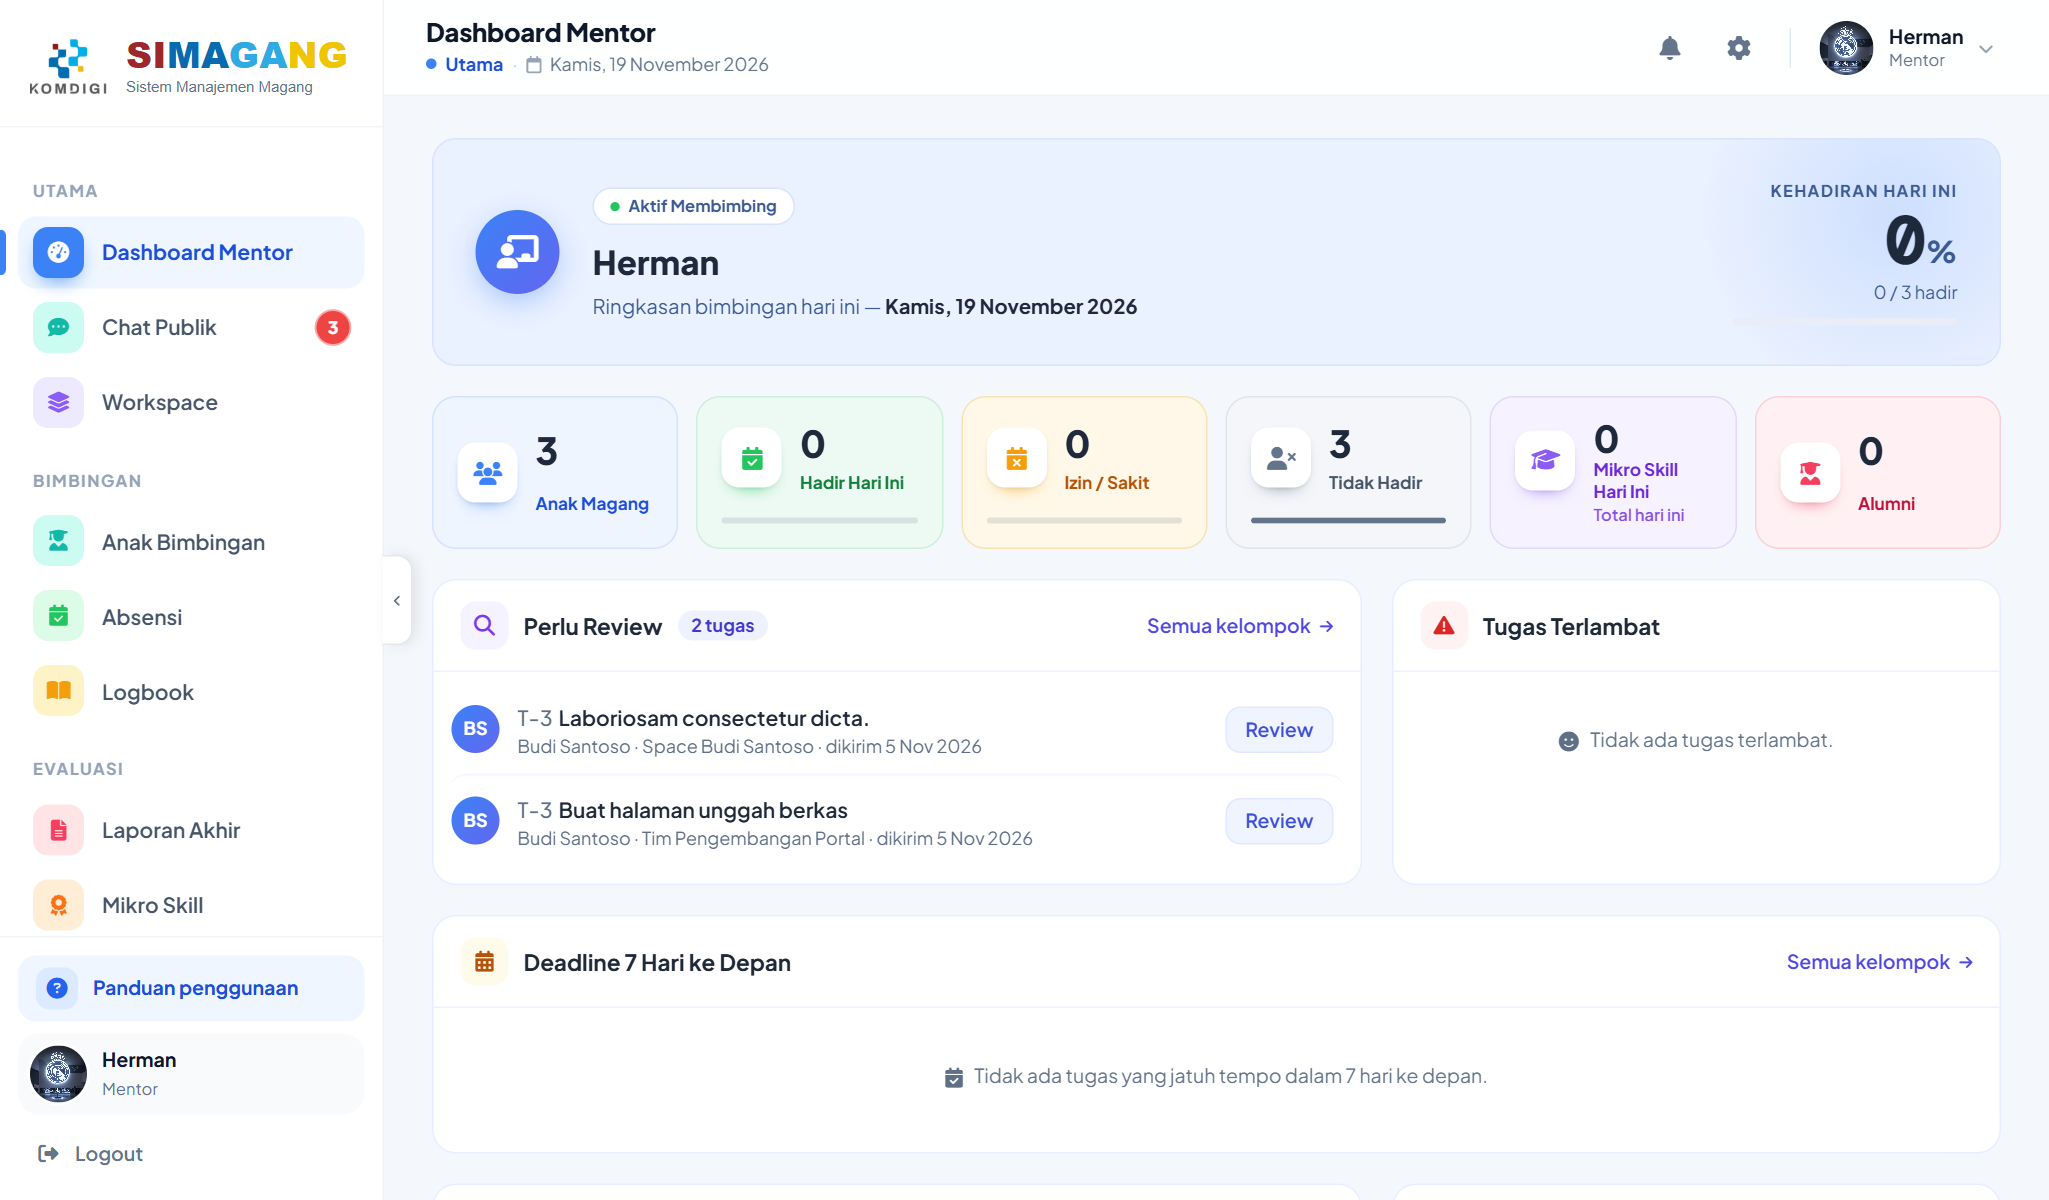 KOMDIGI
SIMAGANG
Sistem Manajemen Magang
UTAMA
Dashboard Mentor
Chat Publik
3
Workspace
BIMBINGAN
Anak Bimbingan
Absensi
Logbook
EVALUASI
Laporan Akhir
Mikro Skill
Panduan penggunaan
Herman
Mentor
Logout
Dashboard Mentor
Utama · Kamis, 19 November 2026
Herman
Mentor
Aktif Membimbing
Herman
Ringkasan bimbingan hari ini — Kamis, 19 November 2026
KEHADIRAN HARI INI
0%
0 / 3 hadir
3
Anak Magang
0
Hadir Hari Ini
0
Izin / Sakit
3
Tidak Hadir
0
Mikro Skill
Hari Ini
Total hari ini
0
Alumni
Perlu Review
2 tugas
Semua kelompok →
BS
T-3 Laboriosam consectetur dicta.
Budi Santoso · Space Budi Santoso · dikirim 5 Nov 2026
Review
BS
T-3 Buat halaman unggah berkas
Budi Santoso · Tim Pengembangan Portal · dikirim 5 Nov 2026
Review
Tugas Terlambat
Tidak ada tugas terlambat.
Deadline 7 Hari ke Depan
Semua kelompok →
Tidak ada tugas yang jatuh tempo dalam 7 hari ke depan.